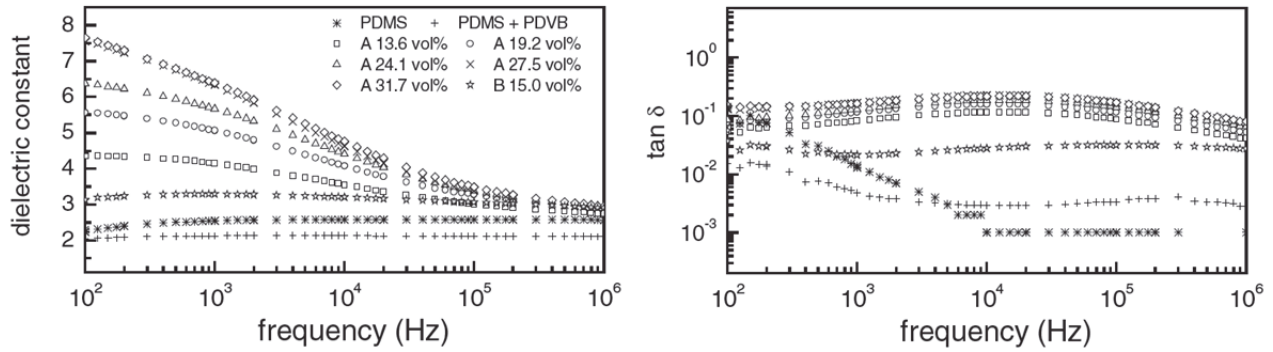 dielectric constant
8
7
6
5
4
3
2
10² 10³ 10⁴ 10⁵ 10⁶
frequency (Hz)
PDMS PDMS + PDVB
A 13.6 vol% A 19.2 vol%
A 24.1 vol% A 27.5 vol%
A 31.7 vol% B 15.0 vol%
tan δ
10⁰
10⁻¹
10⁻²
10⁻³
10² 10³ 10⁴ 10⁵ 10⁶
frequency (Hz)